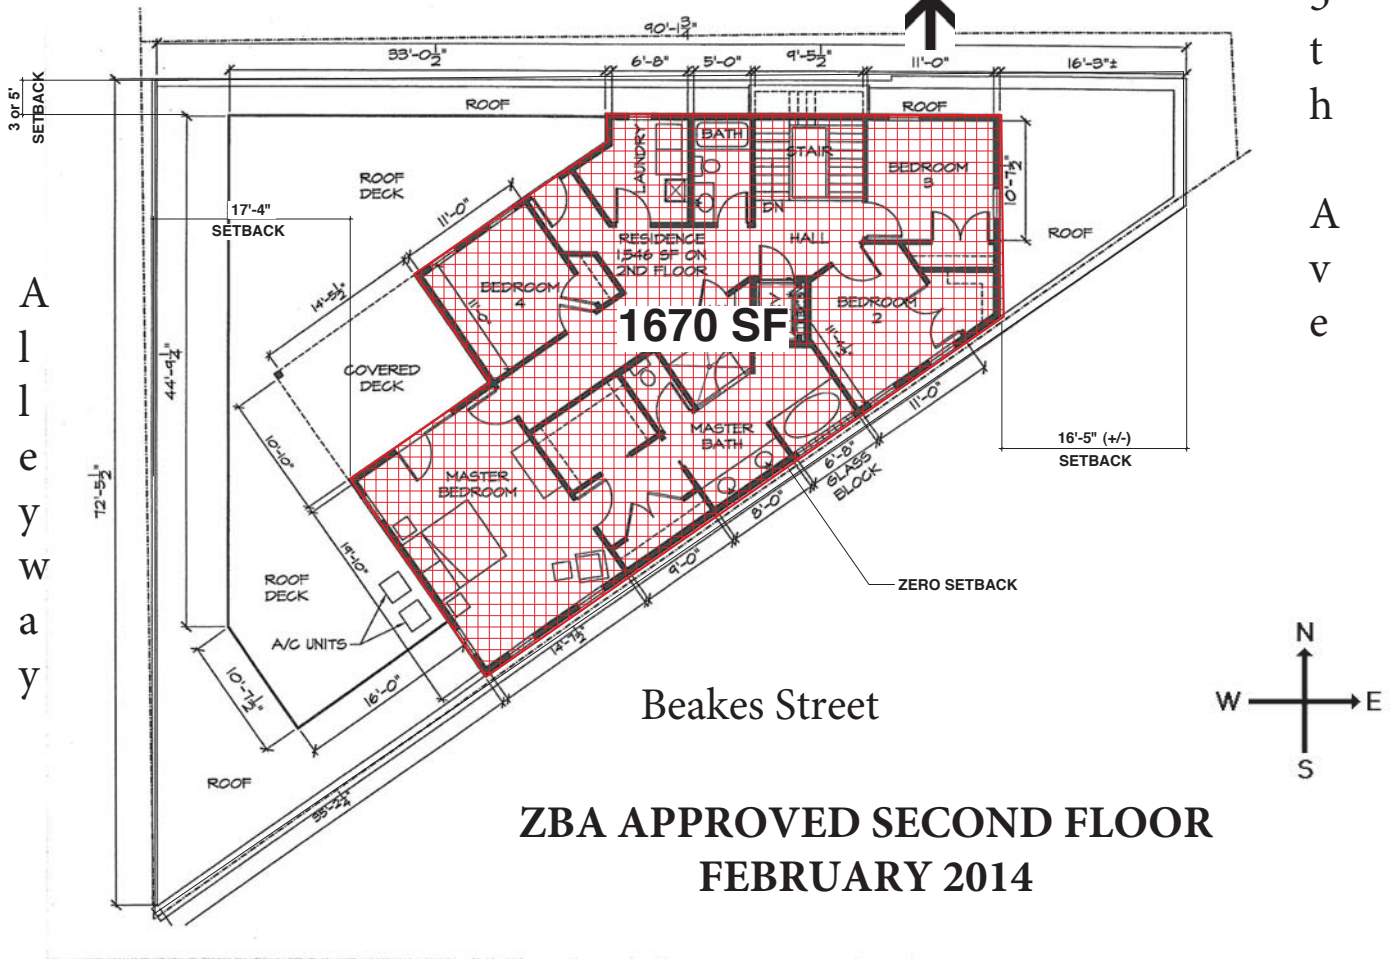 90'-1 3/4"
33'-0 1/2"
6'-8"
5'-0"
9'-5 1/2"
11'-0"
16'-3"±
3 or 5'
SETBACK
ROOF
ROOF
LAUNDRY
BATH
STAIR
BEDROOM
3
10'-7 1/2"
ROOF
DECK
11'-0"
17'-4"
SETBACK
DN
RESIDENCE
1,546 SF ON
2ND FLOOR
HALL
ROOF
14'-5 1/2"
BEDROOM
4
11'-0"
BEDROOM
2
1670 SF
44'-9 1/2"
COVERED
DECK
11'-0"
10'-10"
MASTER
BATH
16'-5" (+/-)
SETBACK
72'-5 1/2"
MASTER
BEDROOM
6'-8"
GLASS
BLOCK
8'-0"
19'-10"
9'-0"
ZERO SETBACK
ROOF
DECK
A/C UNITS
14'-7 1/2"
10'-7 1/2"
16'-0"
ROOF
Alleyway
5th Ave
Beakes Street
N
W
E
S
ZBA APPROVED SECOND FLOOR
FEBRUARY 2014